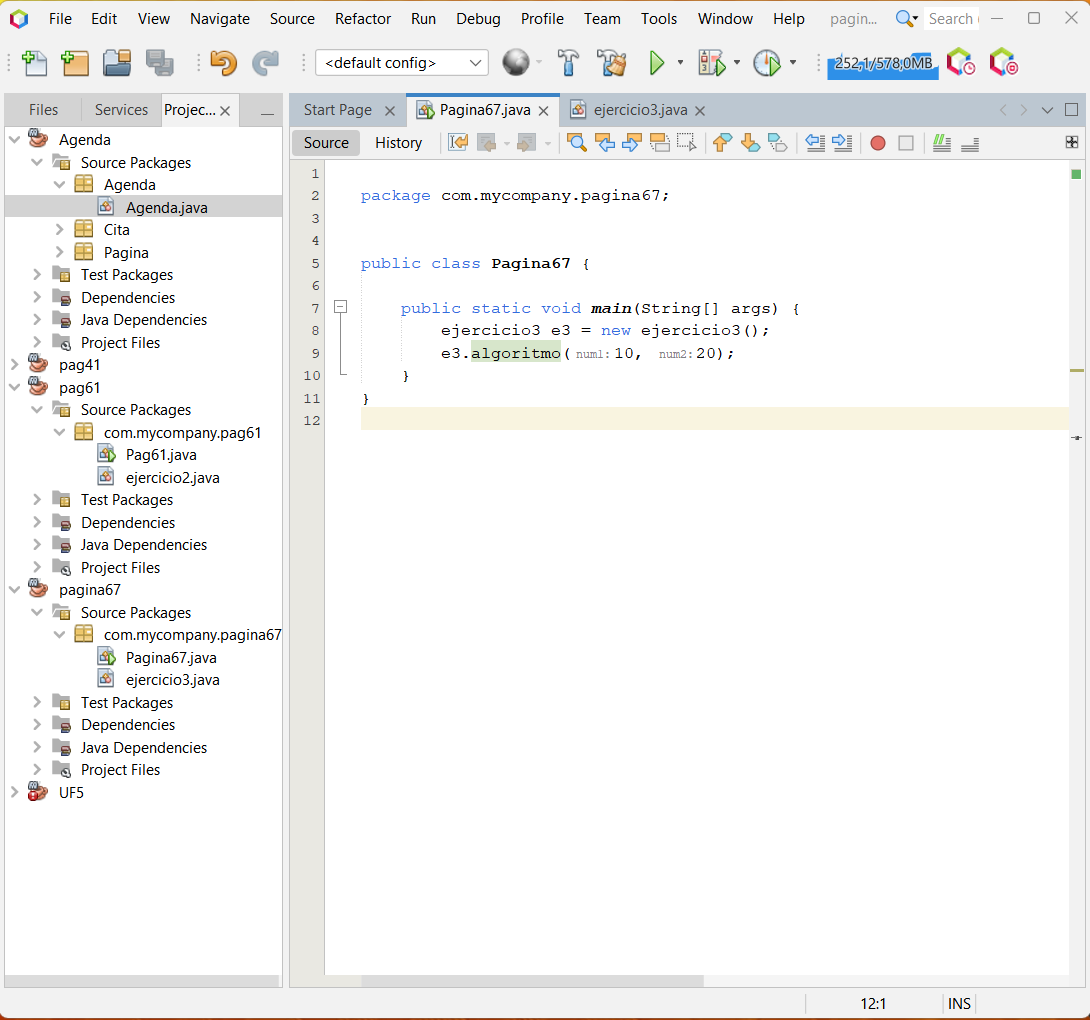 File Edit View Navigate Source Refactor Run Debug Profile Team Tools Window Help pagin... Search
<default config> 252,1/578,0MB
Files Services Projec...
Start Page Pagina67.java ejercicio3.java
Source History
Agenda
Source Packages
Agenda
Agenda.java
Cita
Pagina
Test Packages
Dependencies
Java Dependencies
Project Files
pag41
pag61
Source Packages
com.mycompany.pag61
Pag61.java
ejercicio2.java
Test Packages
Dependencies
Java Dependencies
Project Files
pagina67
Source Packages
com.mycompany.pagina67
Pagina67.java
ejercicio3.java
Test Packages
Dependencies
Java Dependencies
Project Files
UF5
1
2 package com.mycompany.pagina67;
3
4
5 public class Pagina67 {
6
7 public static void main(String[] args) {
8 ejercicio3 e3 = new ejercicio3();
9 e3.algoritmo( num1: 10, num2: 20);
10 }
11 }
12
12:1 INS